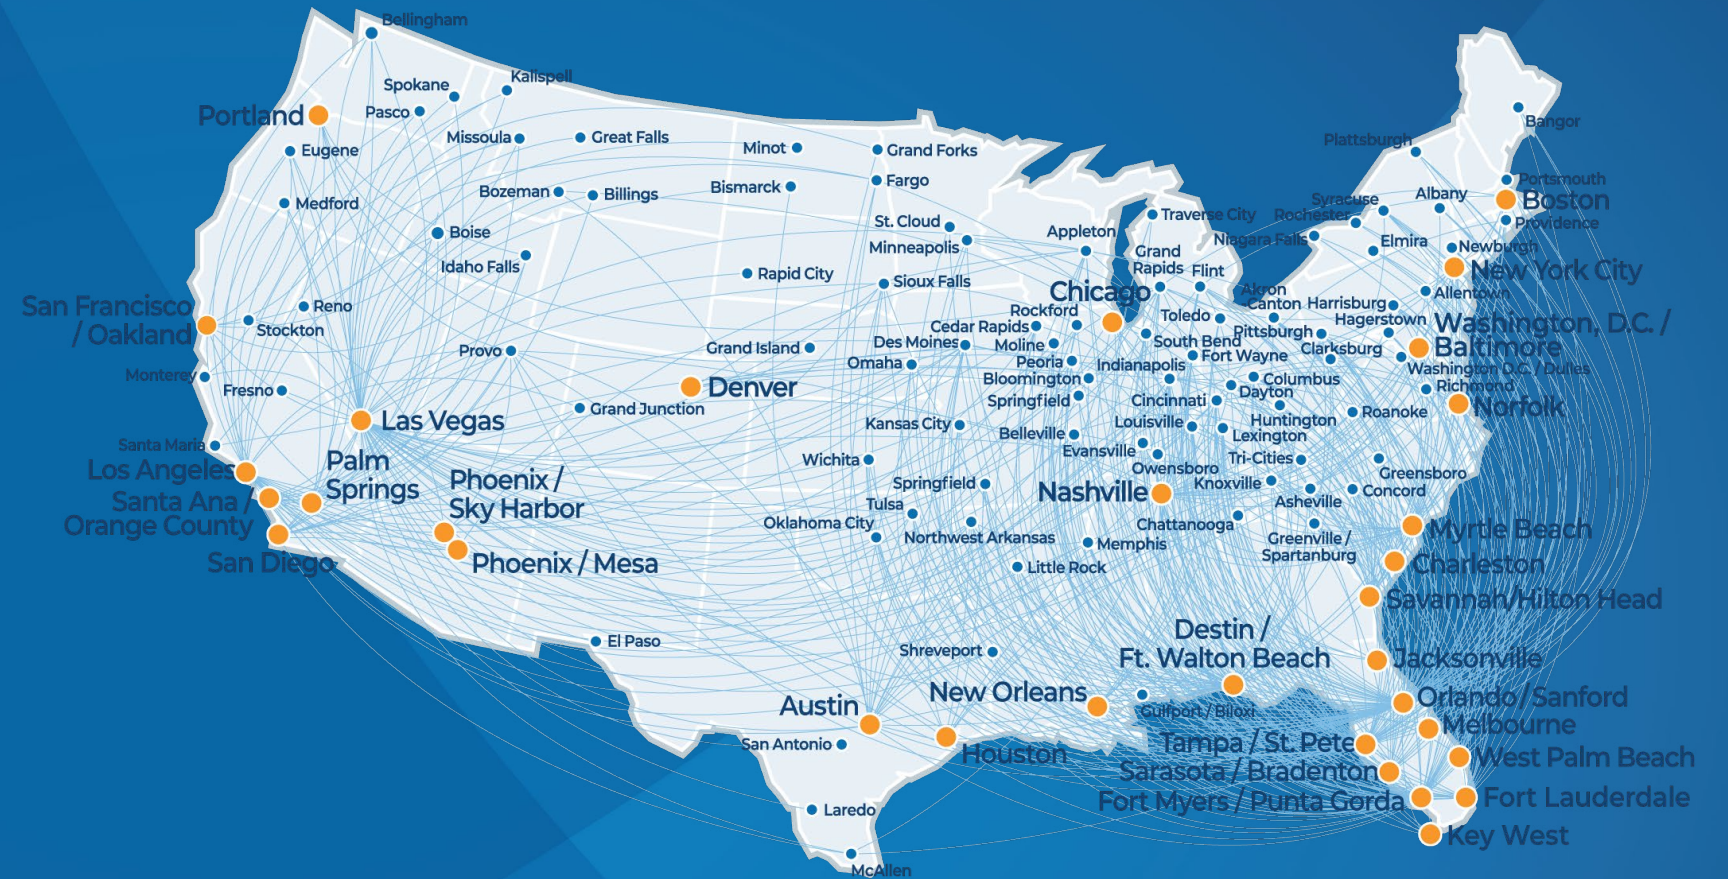 Bellingham
Spokane
Kalispell
Pasco
Portland
Missoula
Great Falls
Eugene
Minot
Grand Forks
Bozeman
Billings
Bismarck
Fargo
Medford
Boise
Idaho Falls
St. Cloud
Minneapolis
Rapid City
Sioux Falls
Appleton
Traverse City
Grand
Rapids
Flint
Chicago
Rockford
Bangor
Plattsburgh
Portsmouth
Albany
Boston
Syracuse
Rochester
Providence
Niagara Falls
Elmira
Newburgh
New York City
Akron
Canton
Harrisburg
Allentown
Hagerstown
Washington, D.C. /
Baltimore
Toledo
Pittsburgh
Clarksburg
Washington D.C. / Dulles
Richmond
Norfolk
San Francisco
/ Oakland
Reno
Stockton
Provo
Monterey
Fresno
Grand Island
Denver
Grand Junction
Cedar Rapids
Des Moines
Moline
Omaha
Peoria
Bloomington
Springfield
South Bend
Fort Wayne
Indianapolis
Columbus
Dayton
Cincinnati
Huntington
Roanoke
Las Vegas
Kansas City
Belleville
Louisville
Lexington
Evansville
Owensboro
Tri-Cities
Greensboro
Santa Maria
Los Angeles
Palm
Springs
Santa Ana /
Orange County
San Diego
Phoenix /
Sky Harbor
Phoenix / Mesa
Wichita
Springfield
Tulsa
Oklahoma City
Northwest Arkansas
Nashville
Knoxville
Asheville
Concord
Chattanooga
Greenville /
Spartanburg
Memphis
Little Rock
Myrtle Beach
Charleston
Savannah/Hilton Head
El Paso
Shreveport
Destin /
Ft. Walton Beach
Jacksonville
Austin
New Orleans
Gulfport / Biloxi
Orlando / Sanford
Melbourne
San Antonio
Houston
Tampa / St. Pete
West Palm Beach
Sarasota / Bradenton
Fort Myers / Punta Gorda
Fort Lauderdale
Laredo
Key West
McAllen